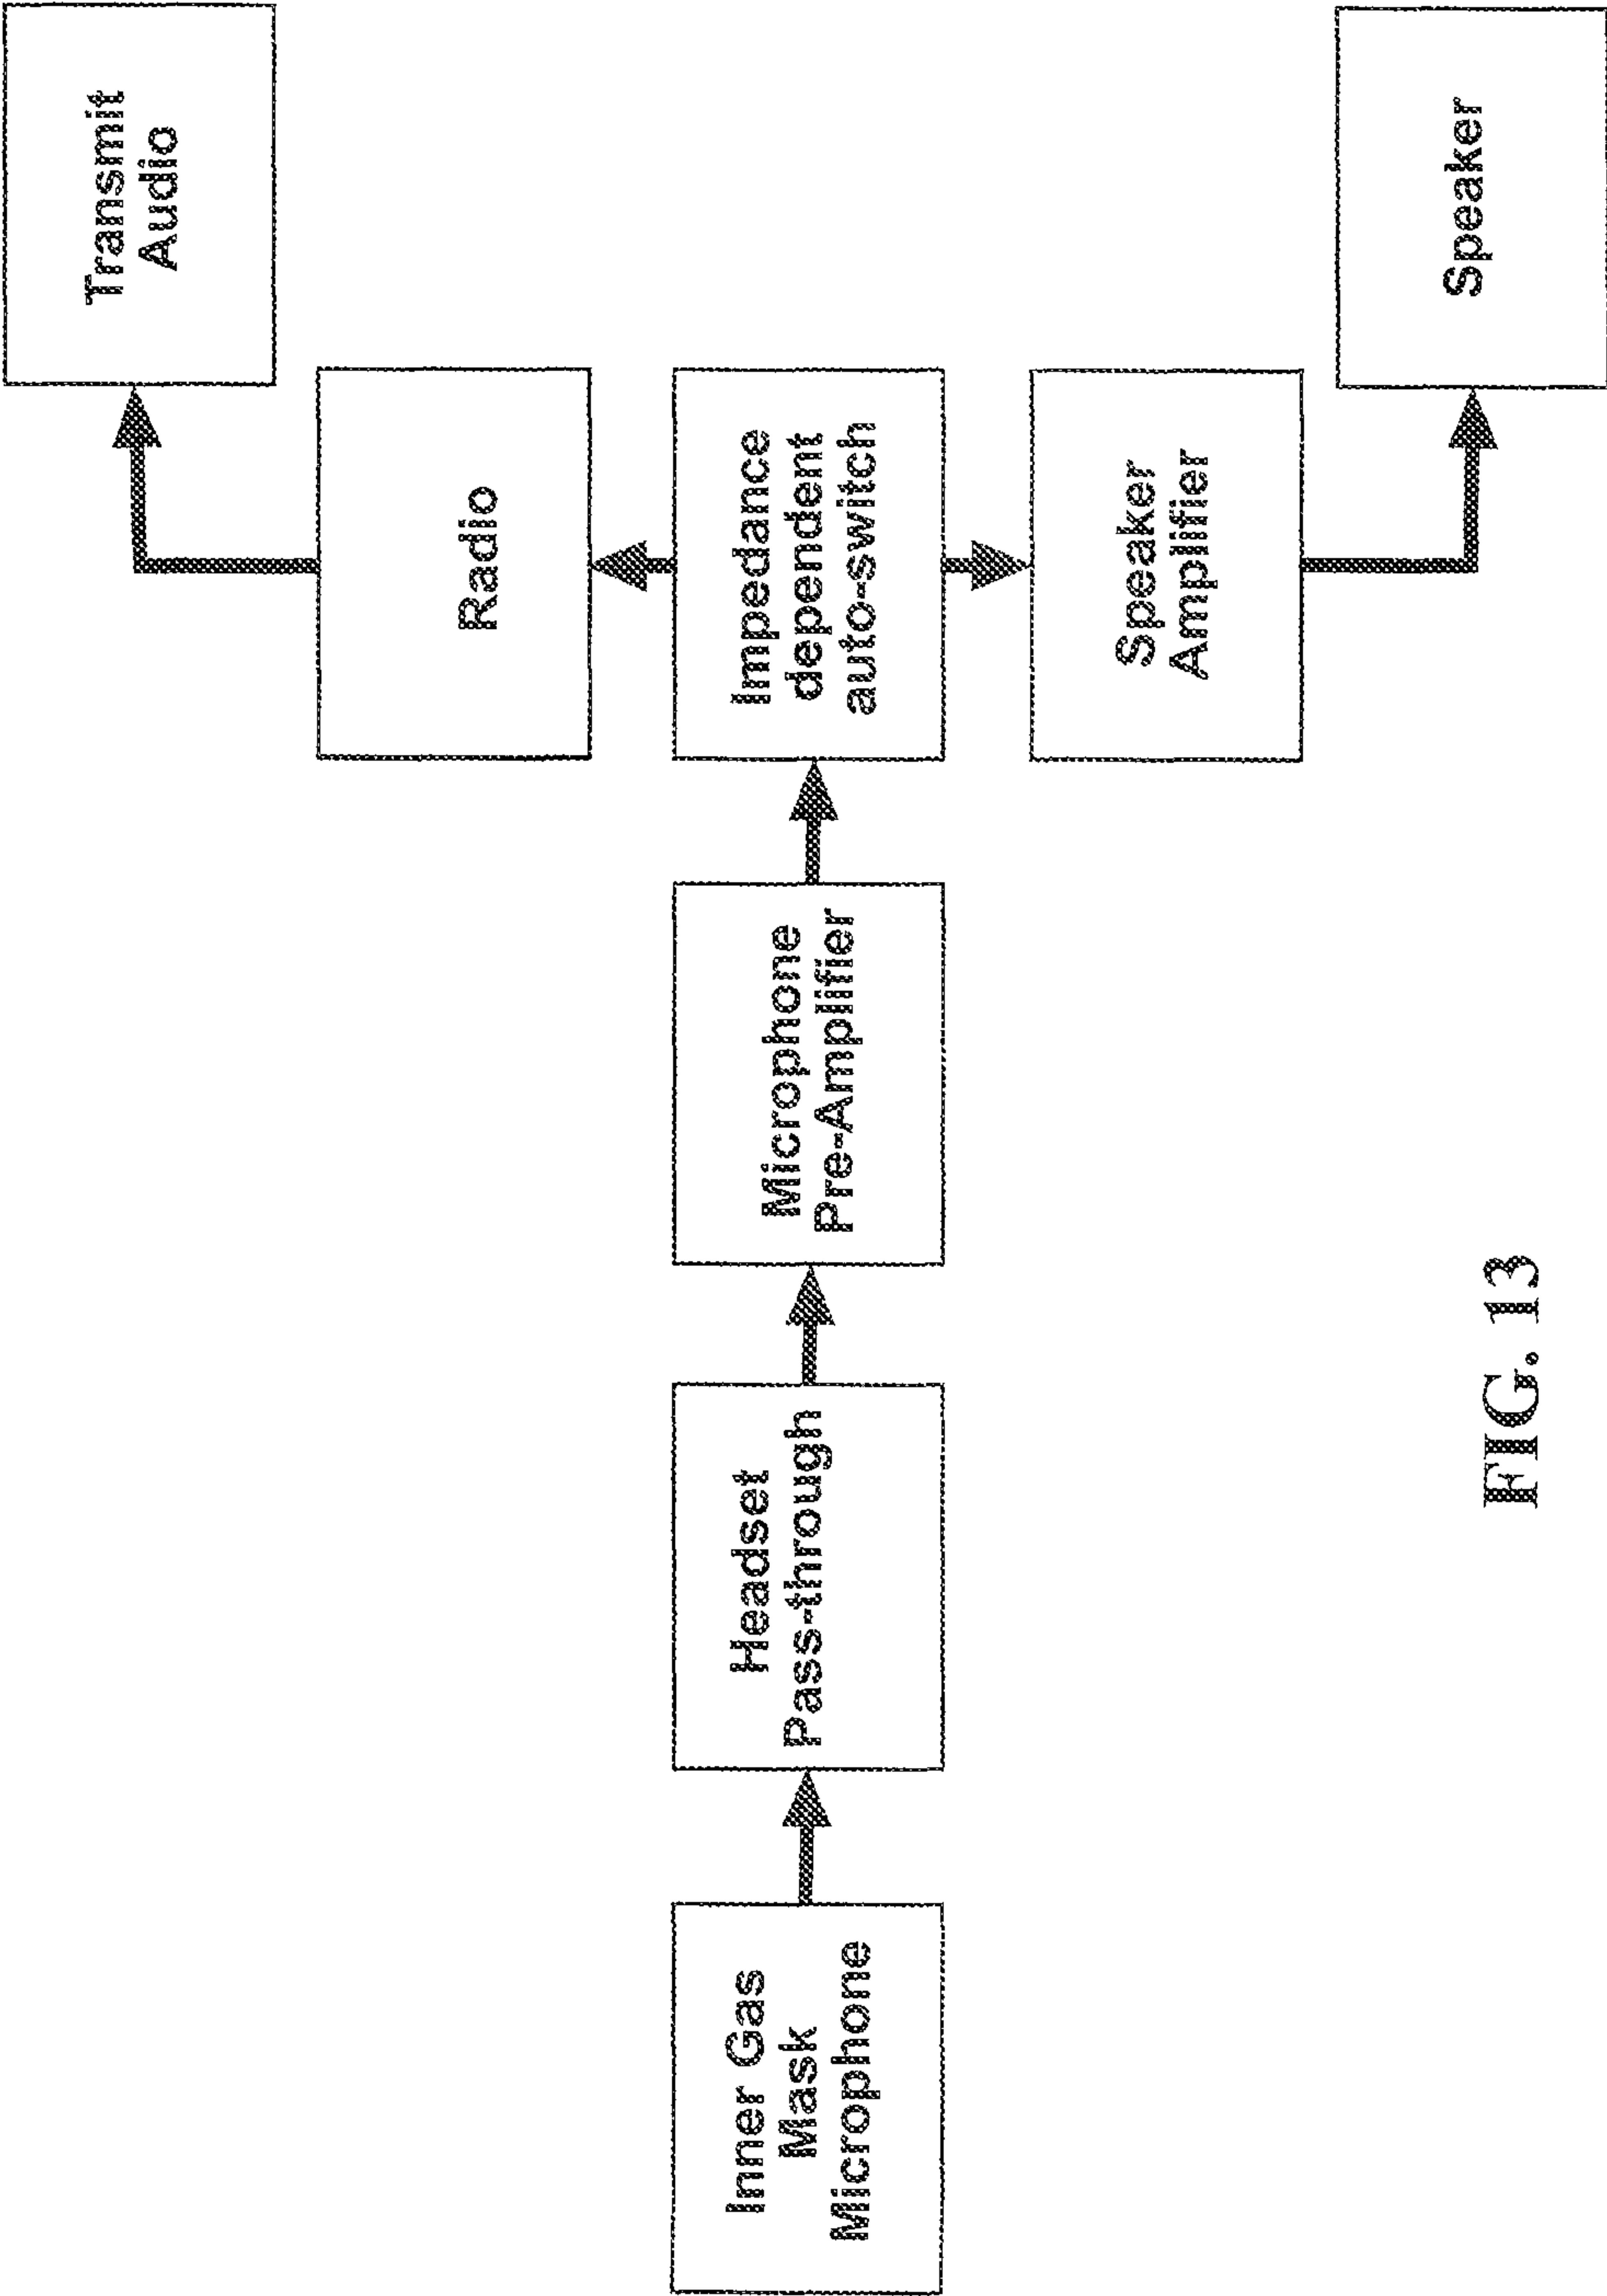 Inner Gas
Mask
Microphone
Headset
Pass-through
Microphone
Pre-Amplifier
Impedance
dependent
auto-switch
Radio
Transmit
Audio
Speaker
Amplifier
Speaker
FIG. 13